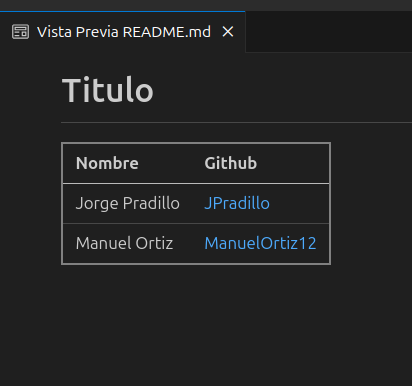 Vista Previa README.md
Titulo
Nombre Github
Jorge Pradillo JPradillo
Manuel Ortiz ManuelOrtiz12